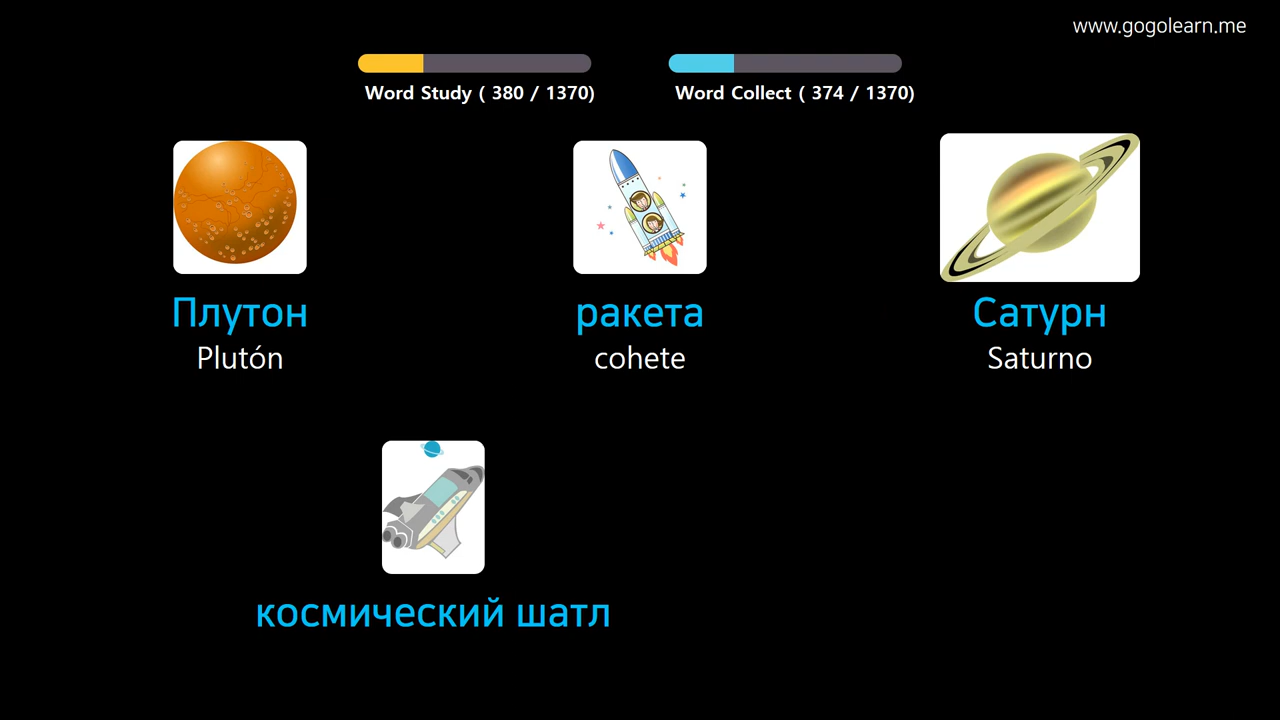 www.gogolearn.me
Word Study ( 380 / 1370)
Word Collect ( 374 / 1370)
Плутон
Plutón
ракета
cohete
Сатурн
Saturno
космический шатл